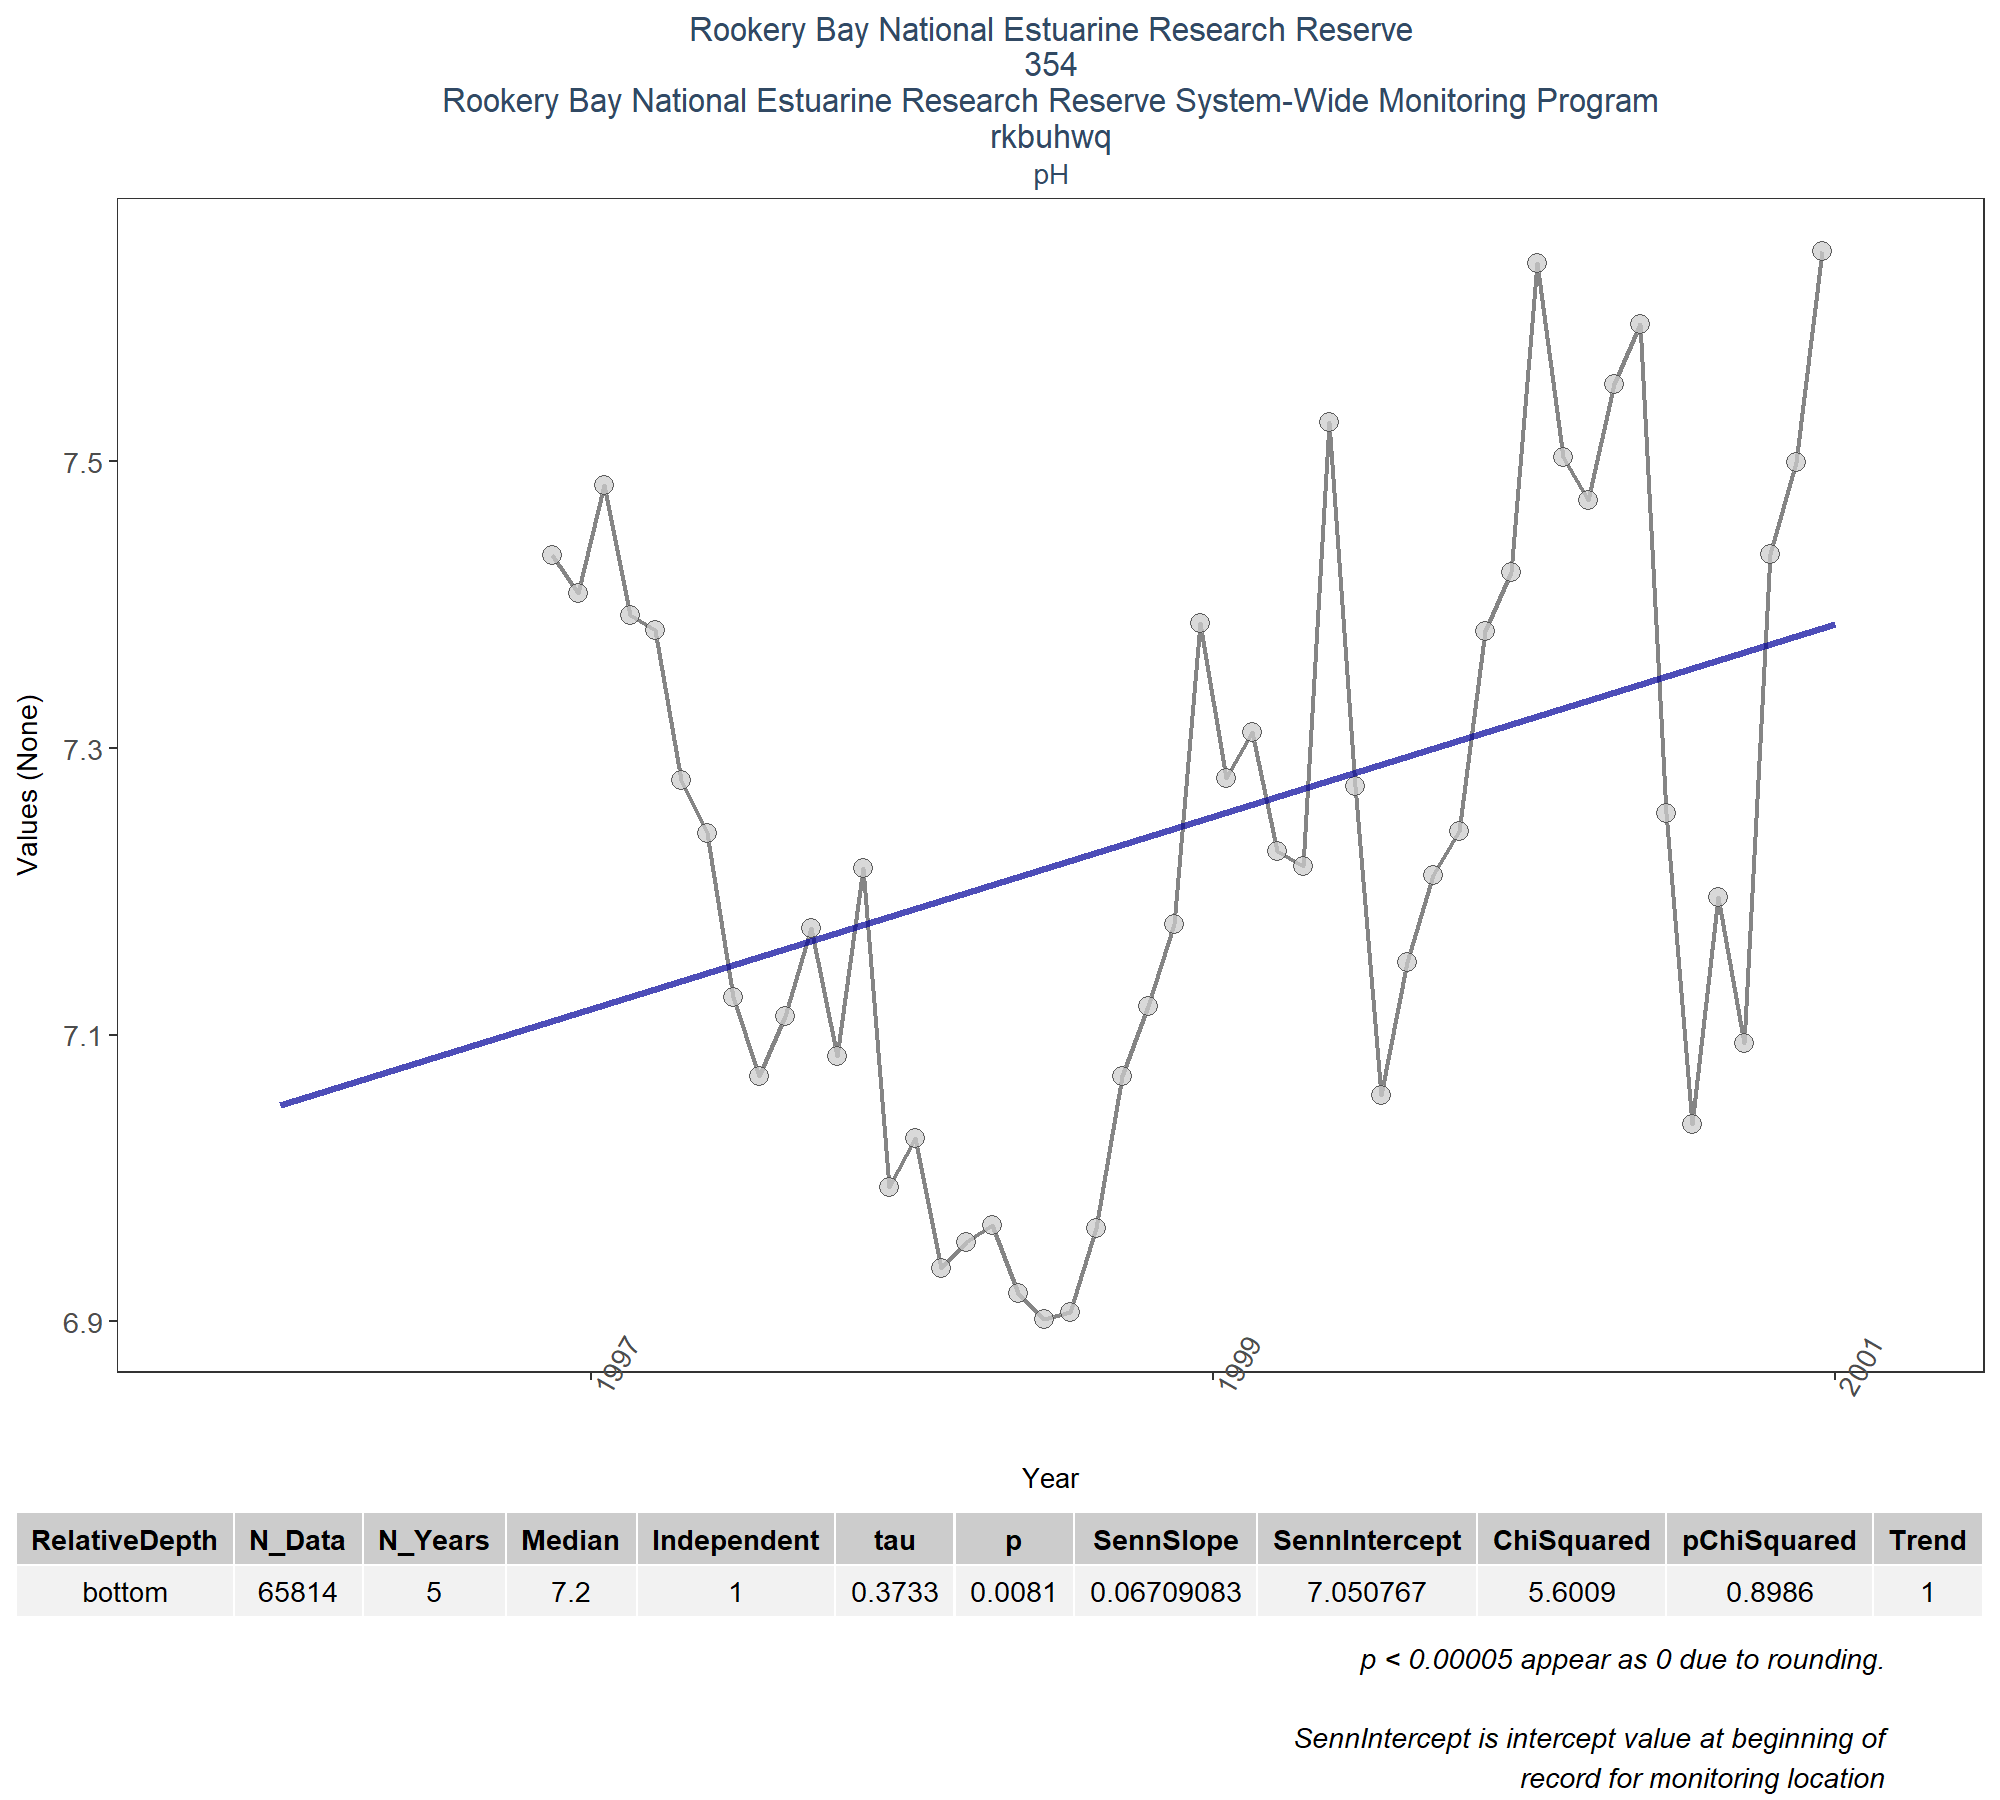 Rookery Bay National Estuarine Research Reserve
354
Rookery Bay National Estuarine Research Reserve System-Wide Monitoring Program
rkbuhwq
pH
Values (None)
7.5
7.3
7.1
6.9
1997 1999 2001
Year
RelativeDepth N_Data N_Years Median Independent tau p SennSlope SennIntercept ChiSquared pChiSquared Trend
bottom 65814 5 7.2 1 0.3733 0.0081 0.06709083 7.050767 5.6009 0.8986 1
p < 0.00005 appear as 0 due to rounding.
SennIntercept is intercept value at beginning of
record for monitoring location